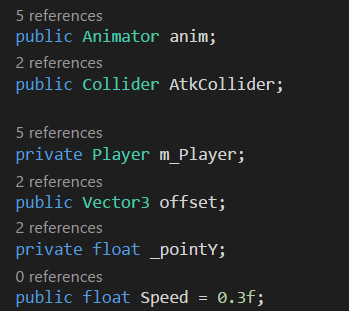 5 references
public Animator anim;
2 references
public Collider AtkCollider;
5 references
private Player m_Player;
2 references
public Vector3 offset;
2 references
private float _pointY;
0 references
public float Speed = 0.3f;